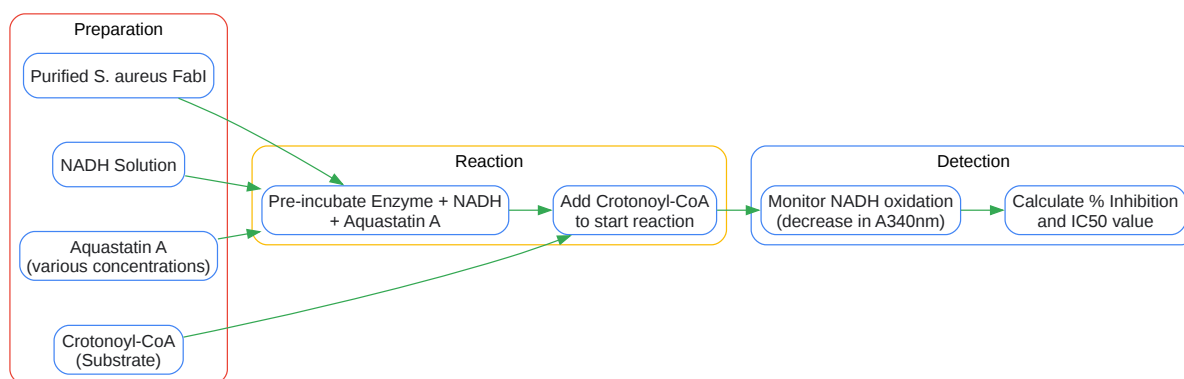 Preparation
Purified S. aureus FabI
NADH Solution
Aquastatin A
(various concentrations)
Crotonoyl-CoA
(Substrate)
Reaction
Pre-incubate Enzyme + NADH
+ Aquastatin A
Add Crotonoyl-CoA
to start reaction
Detection
Monitor NADH oxidation
(decrease in A340nm)
Calculate % Inhibition
and IC50 value